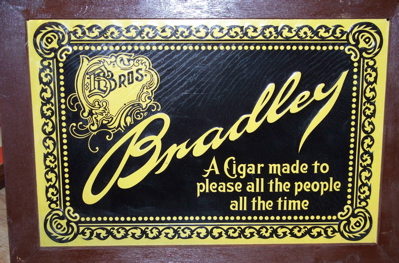 Bros.
Bradley
A Cigar made to
please all the people
all the time